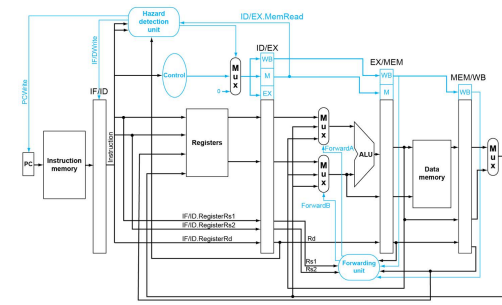 Hazard
detection
unit
ID/EX.MemRead
PCWrite
IF/DWrite
ID/EX
EX/MEM
MEM/WB
Control
0
M
u
x
WB
M
EX
WB
M
WB
IF/ID
PC
Instruction
memory
Instruction
Registers
M
u
x
ForwardA
M
u
x
ForwardB
ALU
Data
memory
M
u
x
IF/ID.RegisterRs1
IF/ID.RegisterRs2
IF/ID.RegisterRd
Rd
Rs1
Rs2
Forwarding
unit